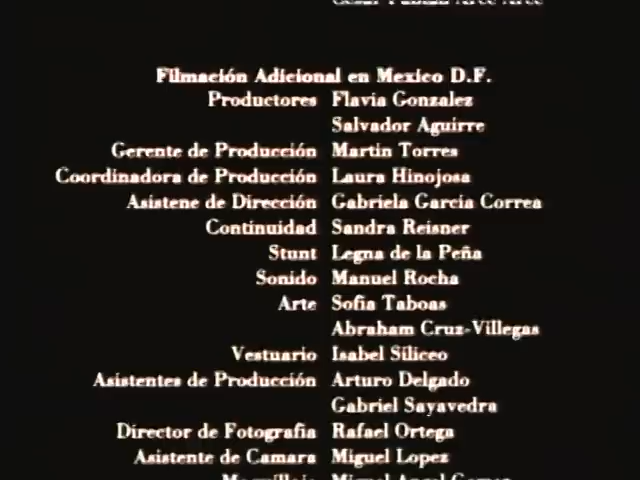 Filmación Adicional en Mexico D.F.
Productores Flavia Gonzalez
Salvador Aguirre
Gerente de Producción Martin Torres
Coordinadora de Producción Laura Hinojosa
Asistene de Dirección Gabriela García Correa
Continuidad Sandra Reisner
Stunt Legna de la Peña
Sonido Manuel Rocha
Arte Sofia Taboas
Abraham Cruz-Villegas
Vestuario Isabel Siliceo
Asistentes de Producción Arturo Delgado
Gabriel Sayavedra
Director de Fotografía Rafael Ortega
Asistente de Camara Miguel Lopez